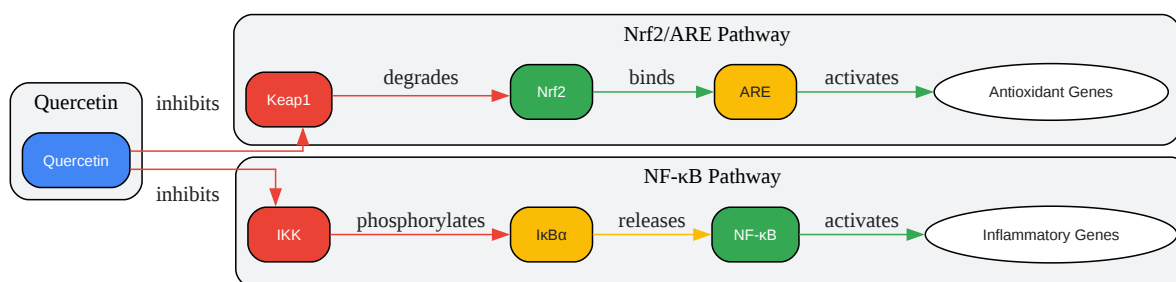 Nrf2/ARE Pathway
Quercetin
inhibits
Keap1
degrades
Nrf2
binds
ARE
activates
Antioxidant Genes
Quercetin
inhibits
NF-κB Pathway
IKK
phosphorylates
IκBα
releases
NF-κB
activates
Inflammatory Genes